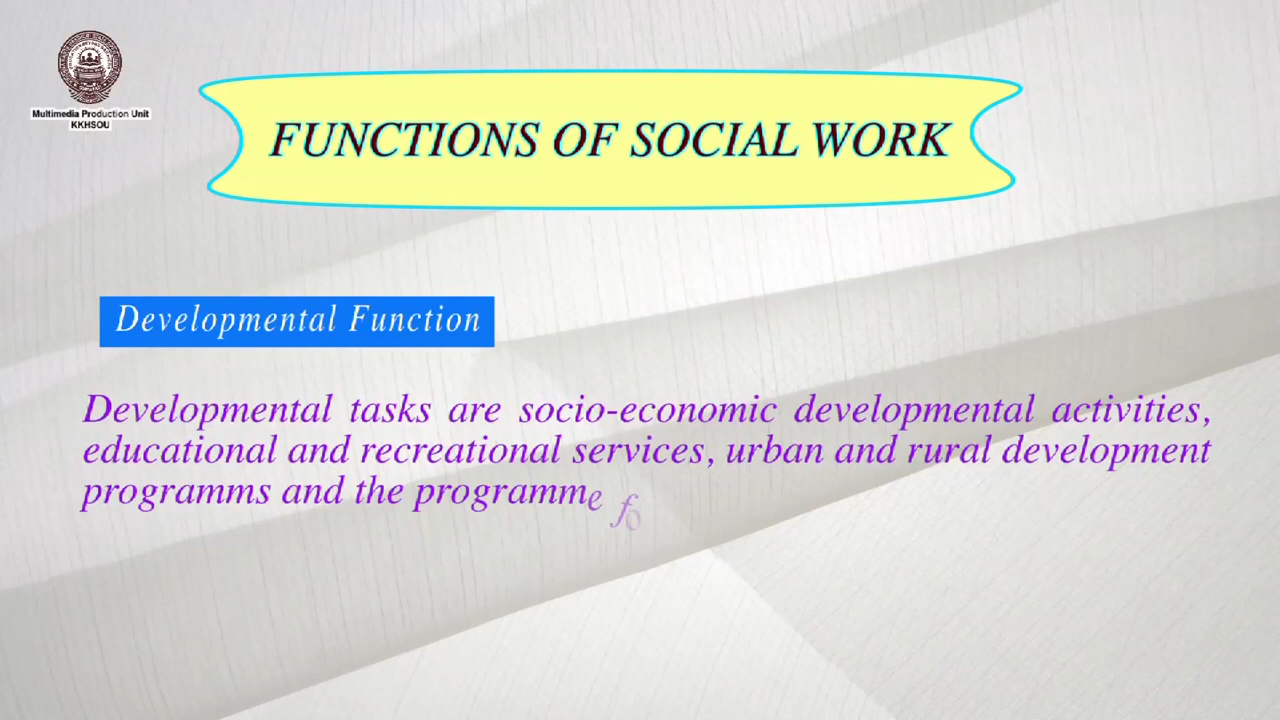 Multimedia Production Unit
KKHSOU
FUNCTIONS OF SOCIAL WORK
Developmental Function
Developmental tasks are socio-economic developmental activities,
educational and recreational services, urban and rural development
programms and the programme fo